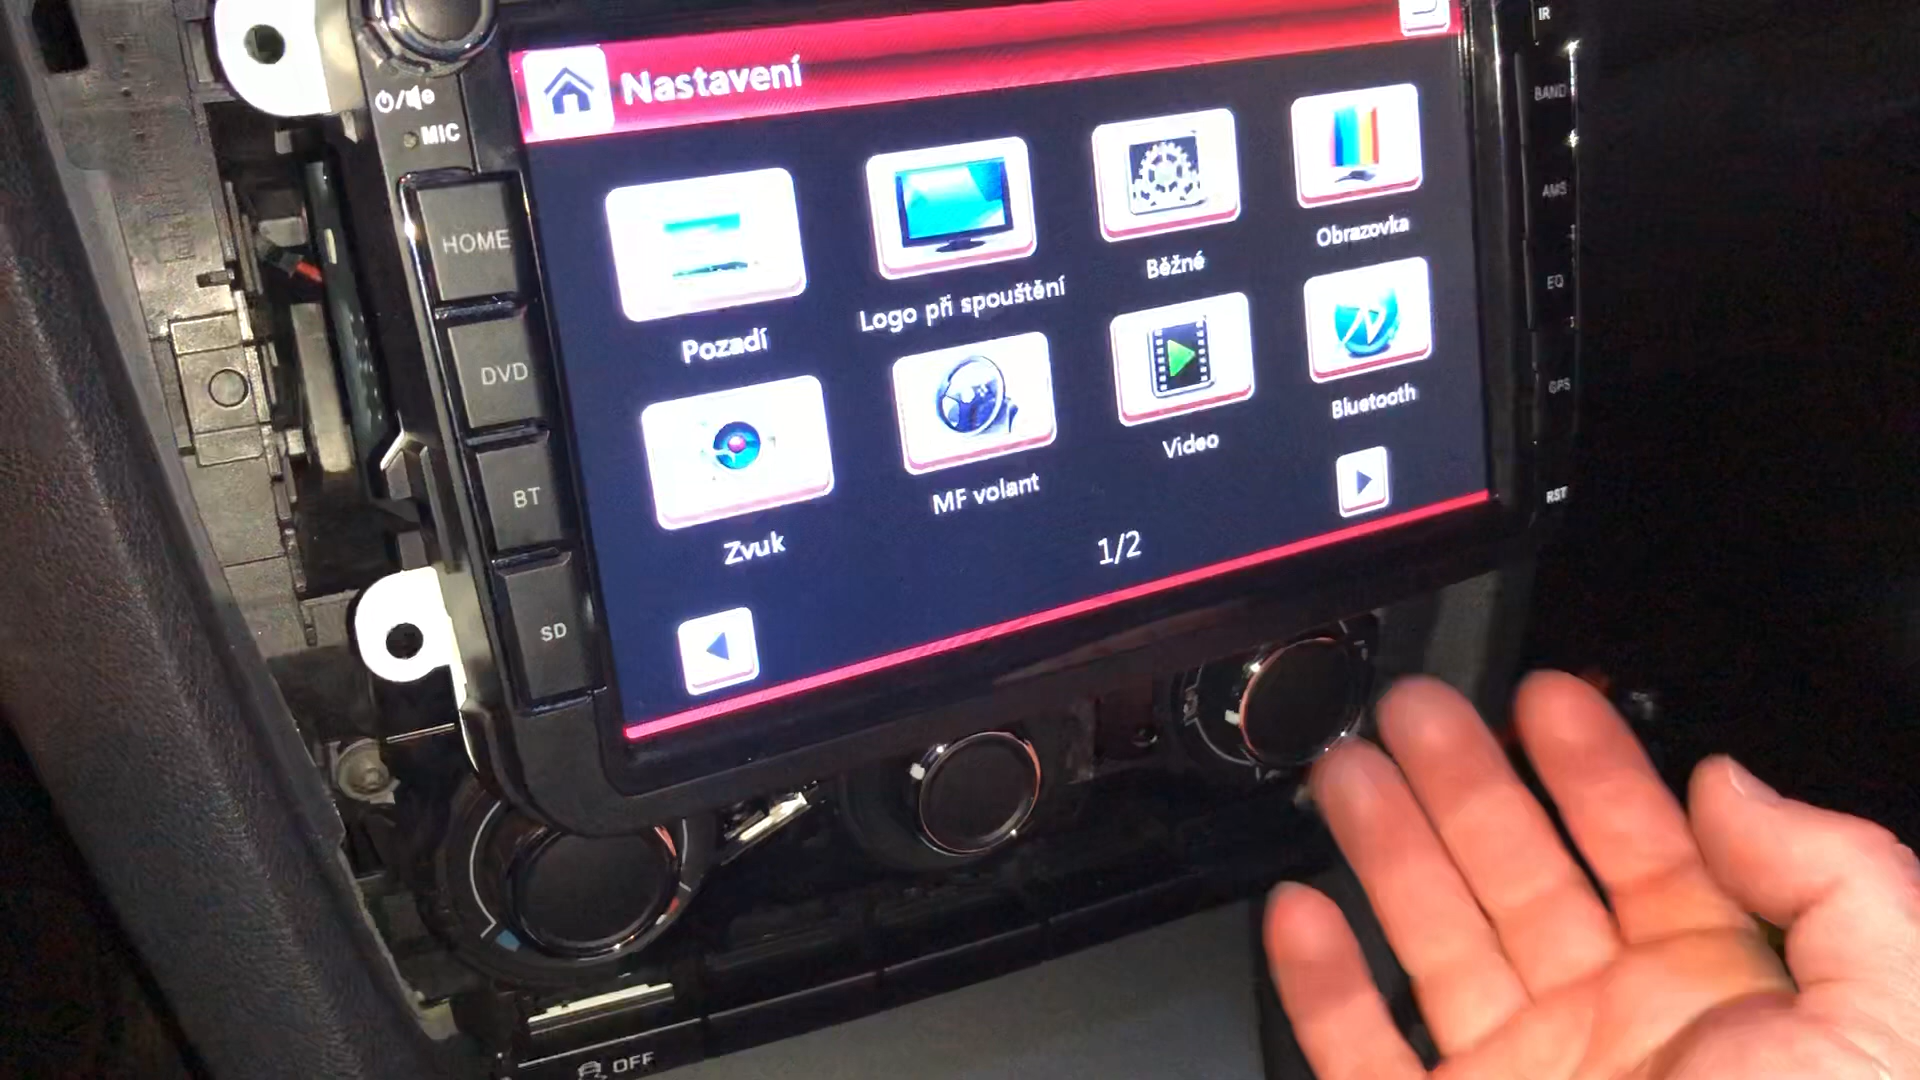 Nastavení
MIC
HOME
DVD
BT
SD
Pozadí
Logo při spouštění
Běžné
Obrazovka
Zvuk
MF volant
Video
Bluetooth
1/2
IR
BAND
AMS
EQ
GPS
RST
OFF